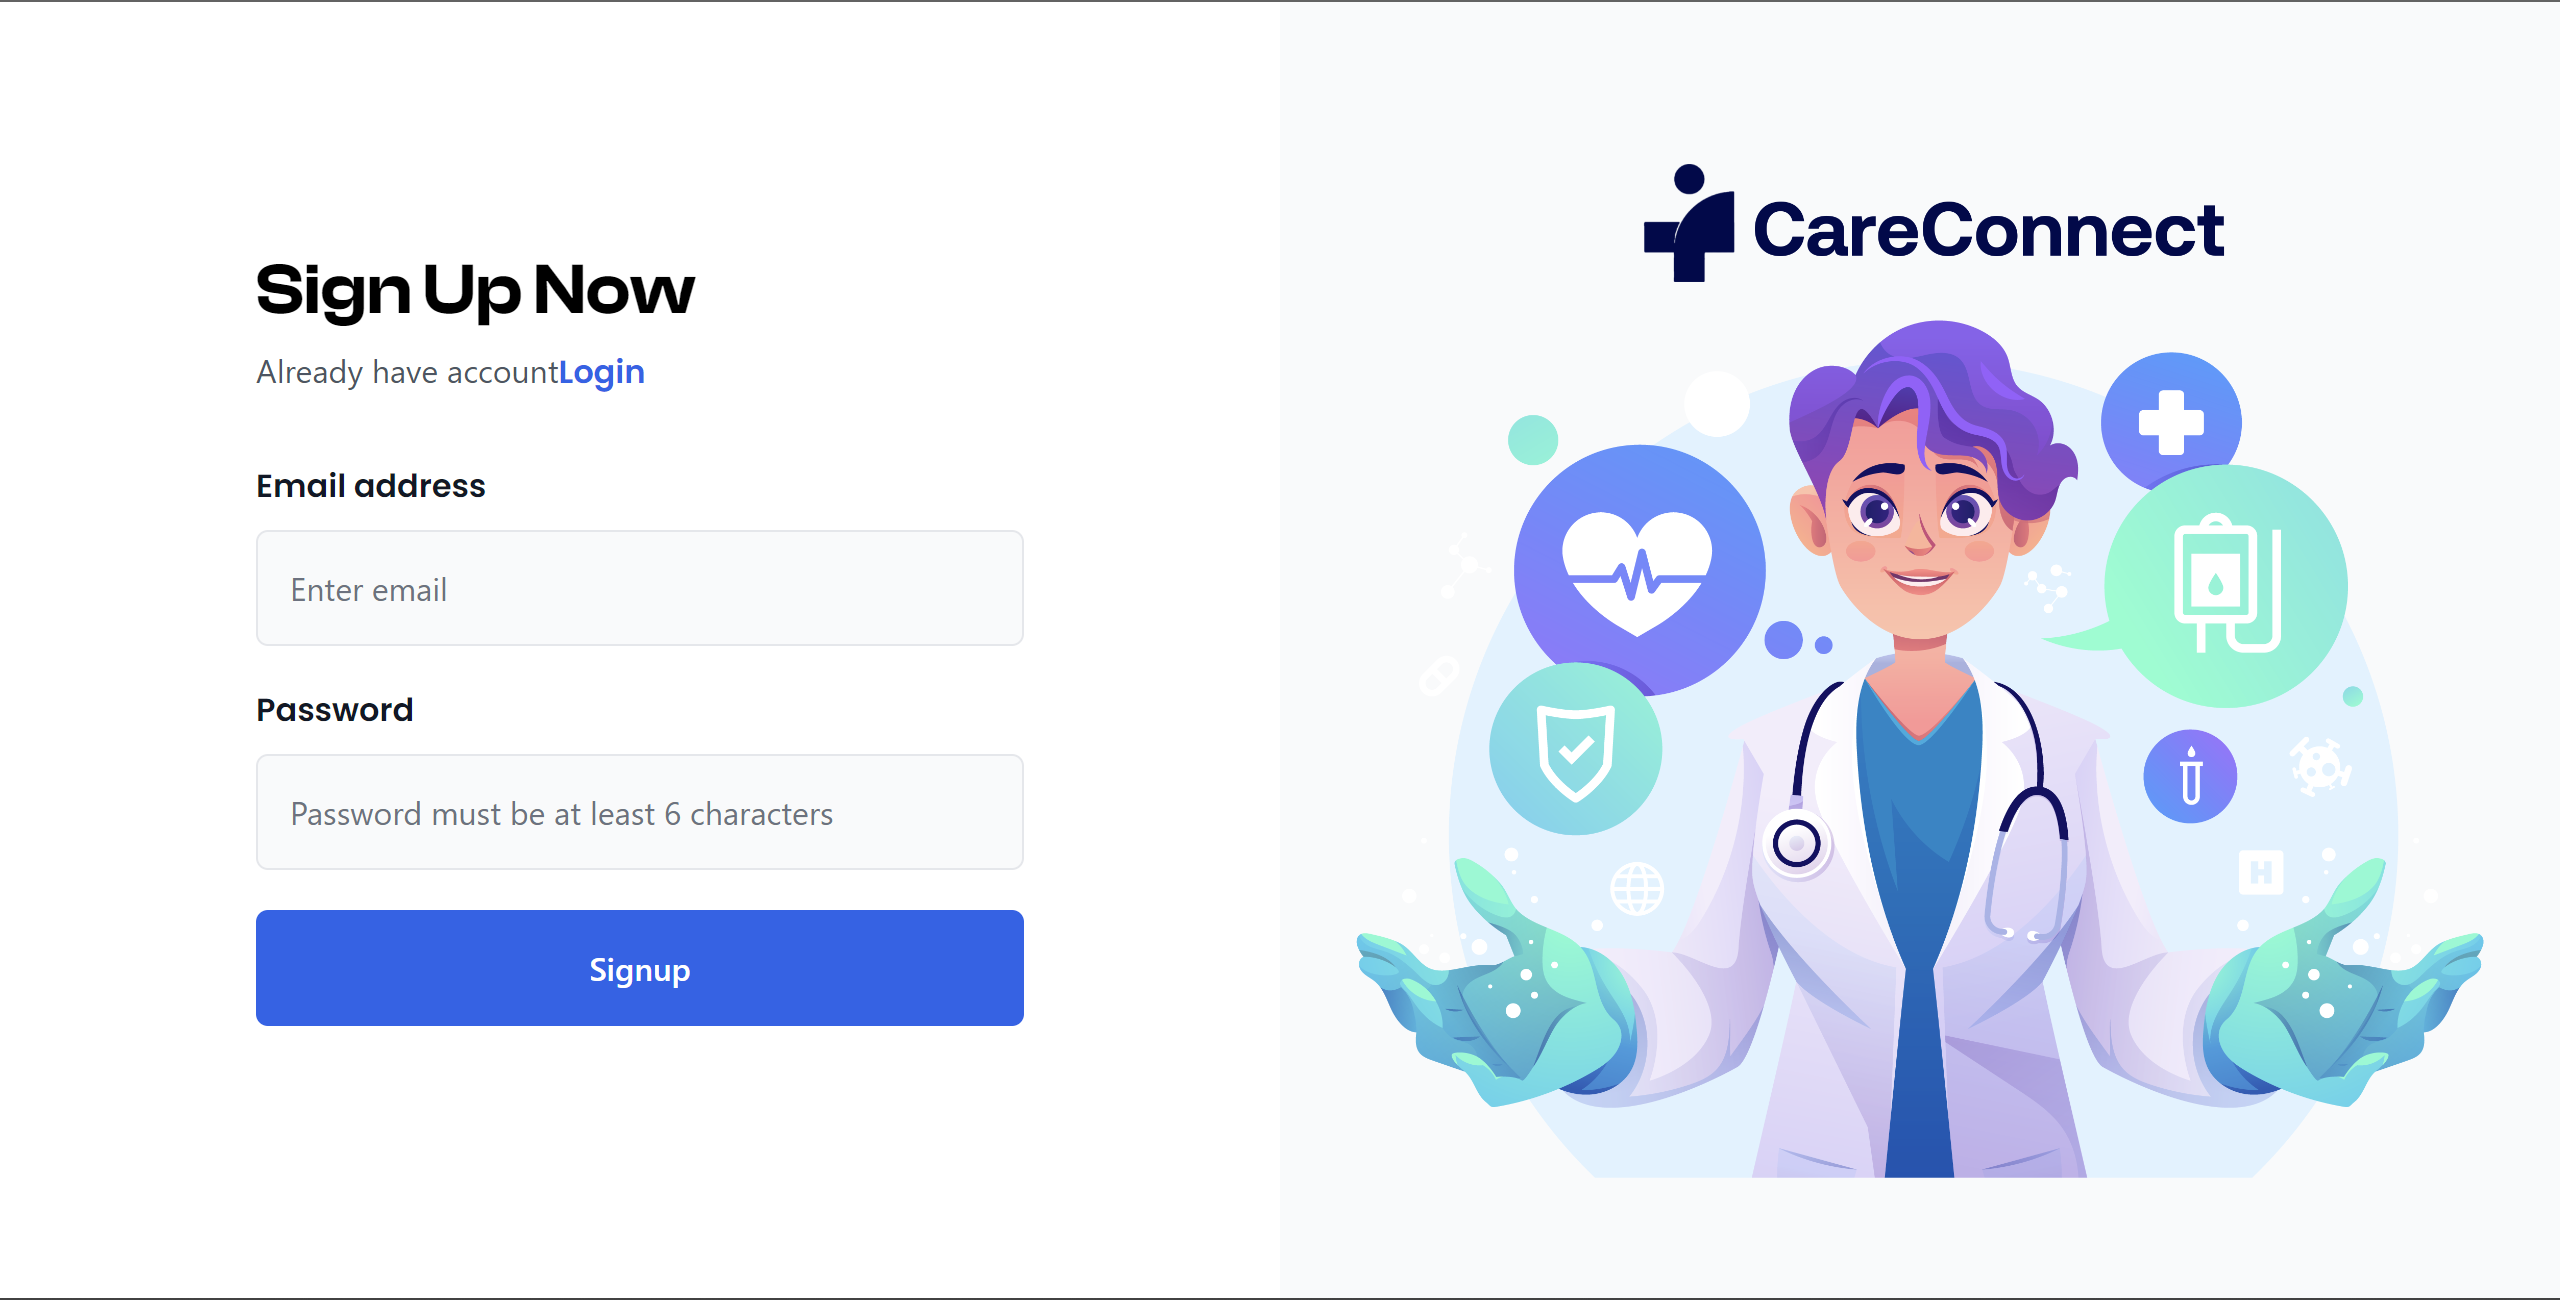 Sign Up Now
Already have accountLogin
Email address
Enter email
Password
Password must be at least 6 characters
Signup
CareConnect
H